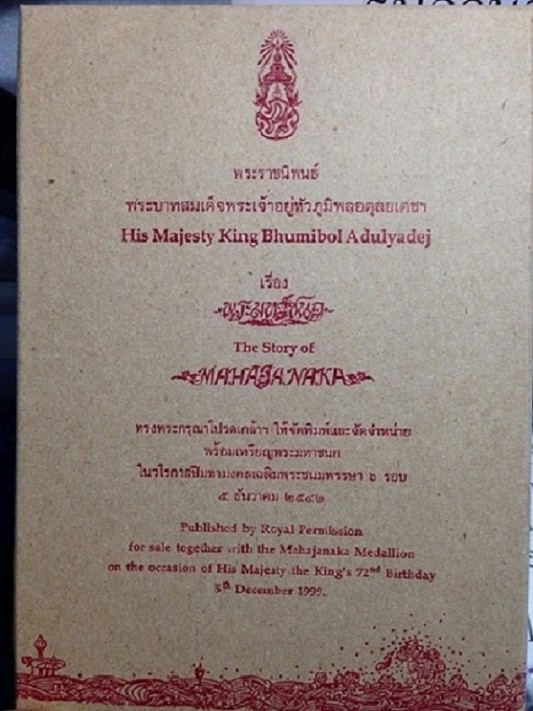 พระราชนิพนธ์
พระบาทสมเด็จพระเจ้าอยู่หัวภูมิพลอดุลยเดชฯ
His Majesty King Bhumibol Adulyadej
เรื่อง
พระมหาชนก
The Story of
MAHAJANAKA
ทรงพระกรุณาโปรดเกล้าฯ ให้จัดพิมพ์และจัดจำหน่าย
พร้อมเหรียญพระมหาชนก
ในวโรกาสปีมหามงคลเฉลิมพระชนมพรรษา ๖ รอบ
๕ ธันวาคม ๒๕๔๒
Published by Royal Permission
for sale together with the Mahajanaka Medallion
on the occasion of His Majesty the King's 72nd Birthday
5th December 1999.